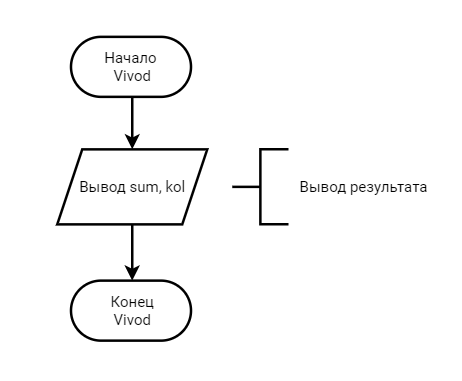 Начало
Vivod
Вывод sum, kol
Вывод результата
Конец
Vivod